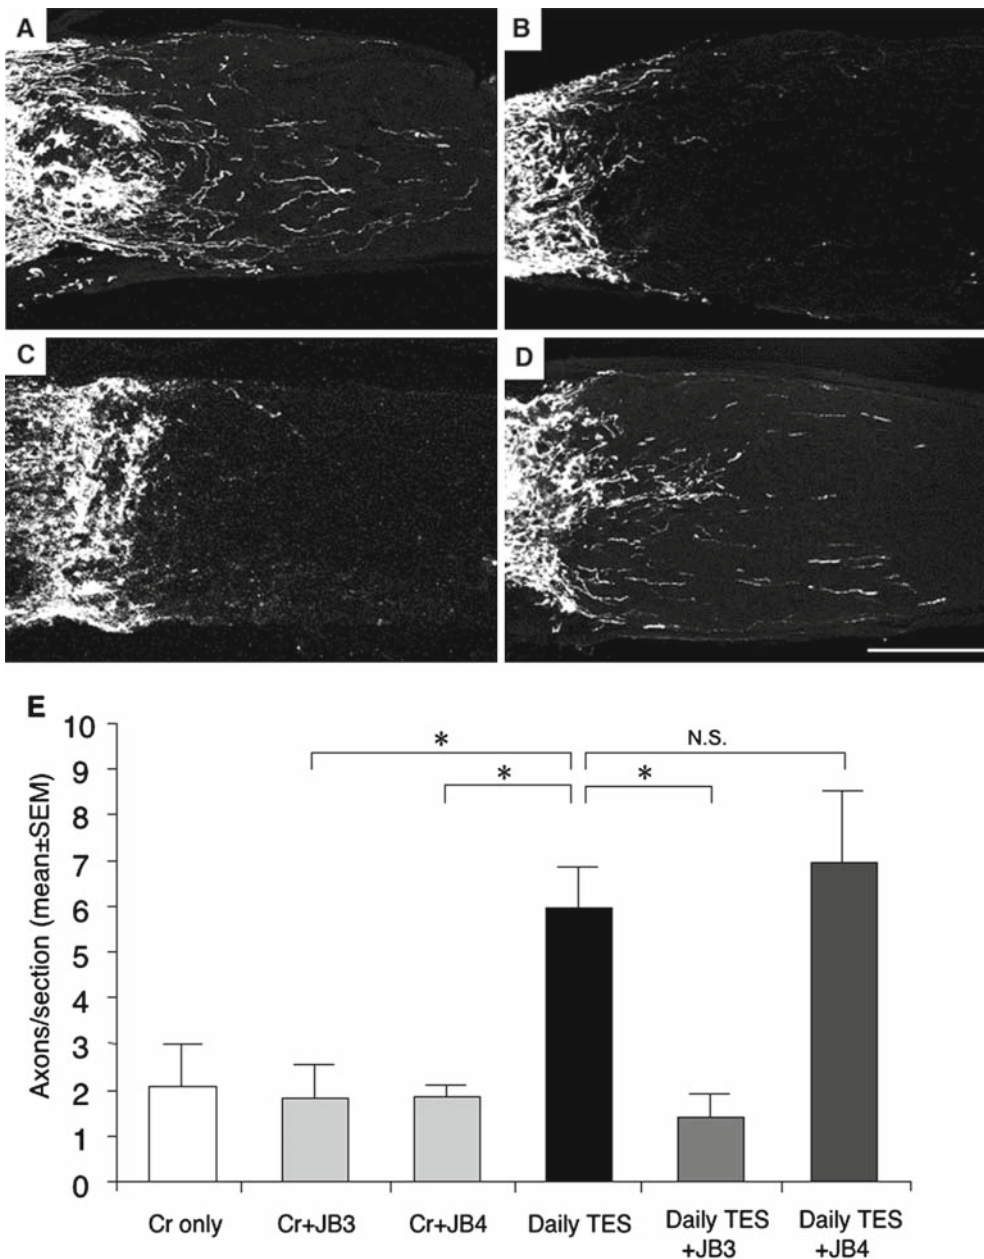 A
B
C
D
E
Axons/section (mean±SEM)
10
9
8
7
6
5
4
3
2
1
0
*
*
*
N.S.
Cr only
Cr+JB3
Cr+JB4
Daily TES
Daily TES
+JB3
Daily TES
+JB4